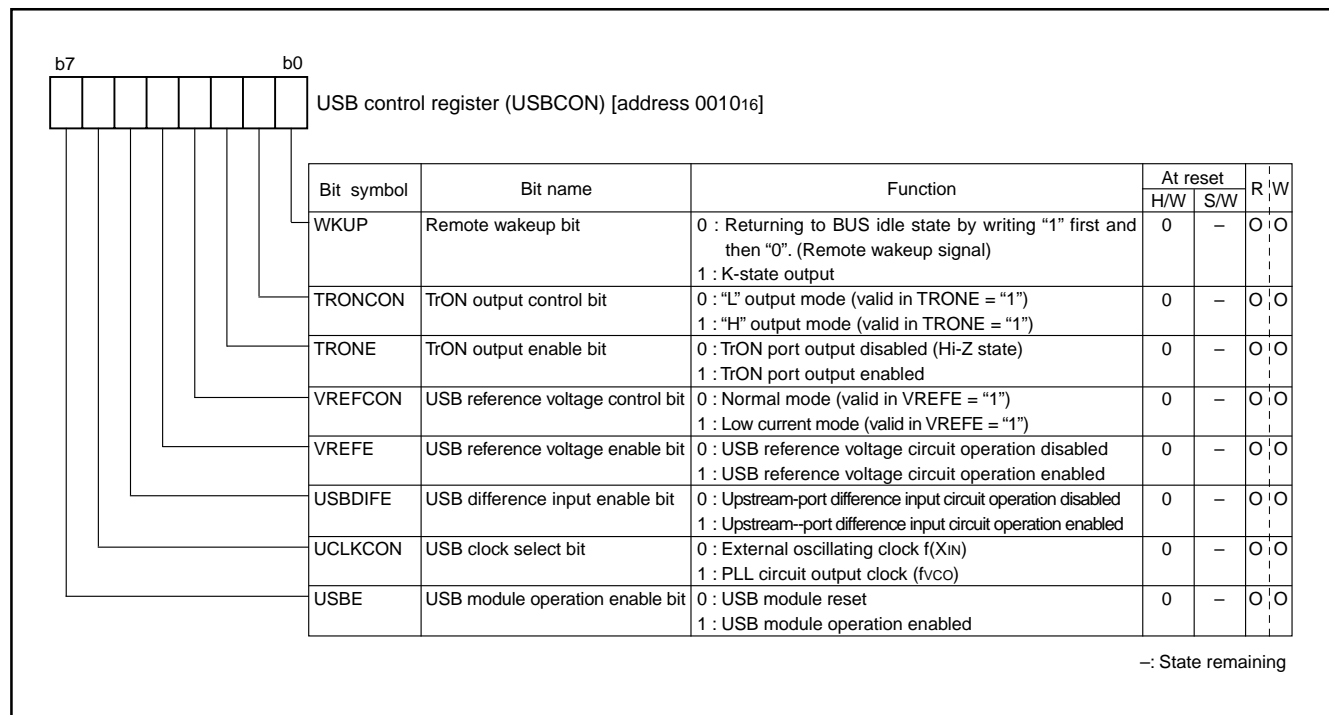 b7 b0
USB control register (USBCON) [address 001016]
Bit symbol Bit name Function At reset R W
H/W S/W
WKUP Remote wakeup bit 0 : Returning to BUS idle state by writing “1” first and 0 – O O
then “0”. (Remote wakeup signal)
1 : K-state output
TRONCON TrON output control bit 0 : “L” output mode (valid in TRONE = “1”) 0 – O O
1 : “H” output mode (valid in TRONE = “1”)
TRONE TrON output enable bit 0 : TrON port output disabled (Hi-Z state) 0 – O O
1 : TrON port output enabled
VREFCON USB reference voltage control bit 0 : Normal mode (valid in VREFE = “1”) 0 – O O
1 : Low current mode (valid in VREFE = “1”)
VREFE USB reference voltage enable bit 0 : USB reference voltage circuit operation disabled 0 – O O
1 : USB reference voltage circuit operation enabled
USBDIFE USB difference input enable bit 0 : Upstream-port difference input circuit operation disabled 0 – O O
1 : Upstream--port difference input circuit operation enabled
UCLKCON USB clock select bit 0 : External oscillating clock f(XIN) 0 – O O
1 : PLL circuit output clock (fVCO)
USBE USB module operation enable bit 0 : USB module reset 0 – O O
1 : USB module operation enabled
–: State remaining